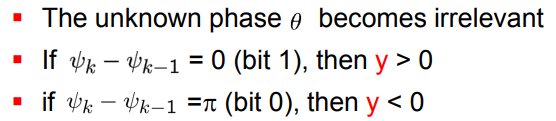 ▪ The unknown phase θ becomes irrelevant
▪ If ψₖ − ψₖ₋₁ = 0 (bit 1), then y > 0
▪ if ψₖ − ψₖ₋₁ =π (bit 0), then y < 0